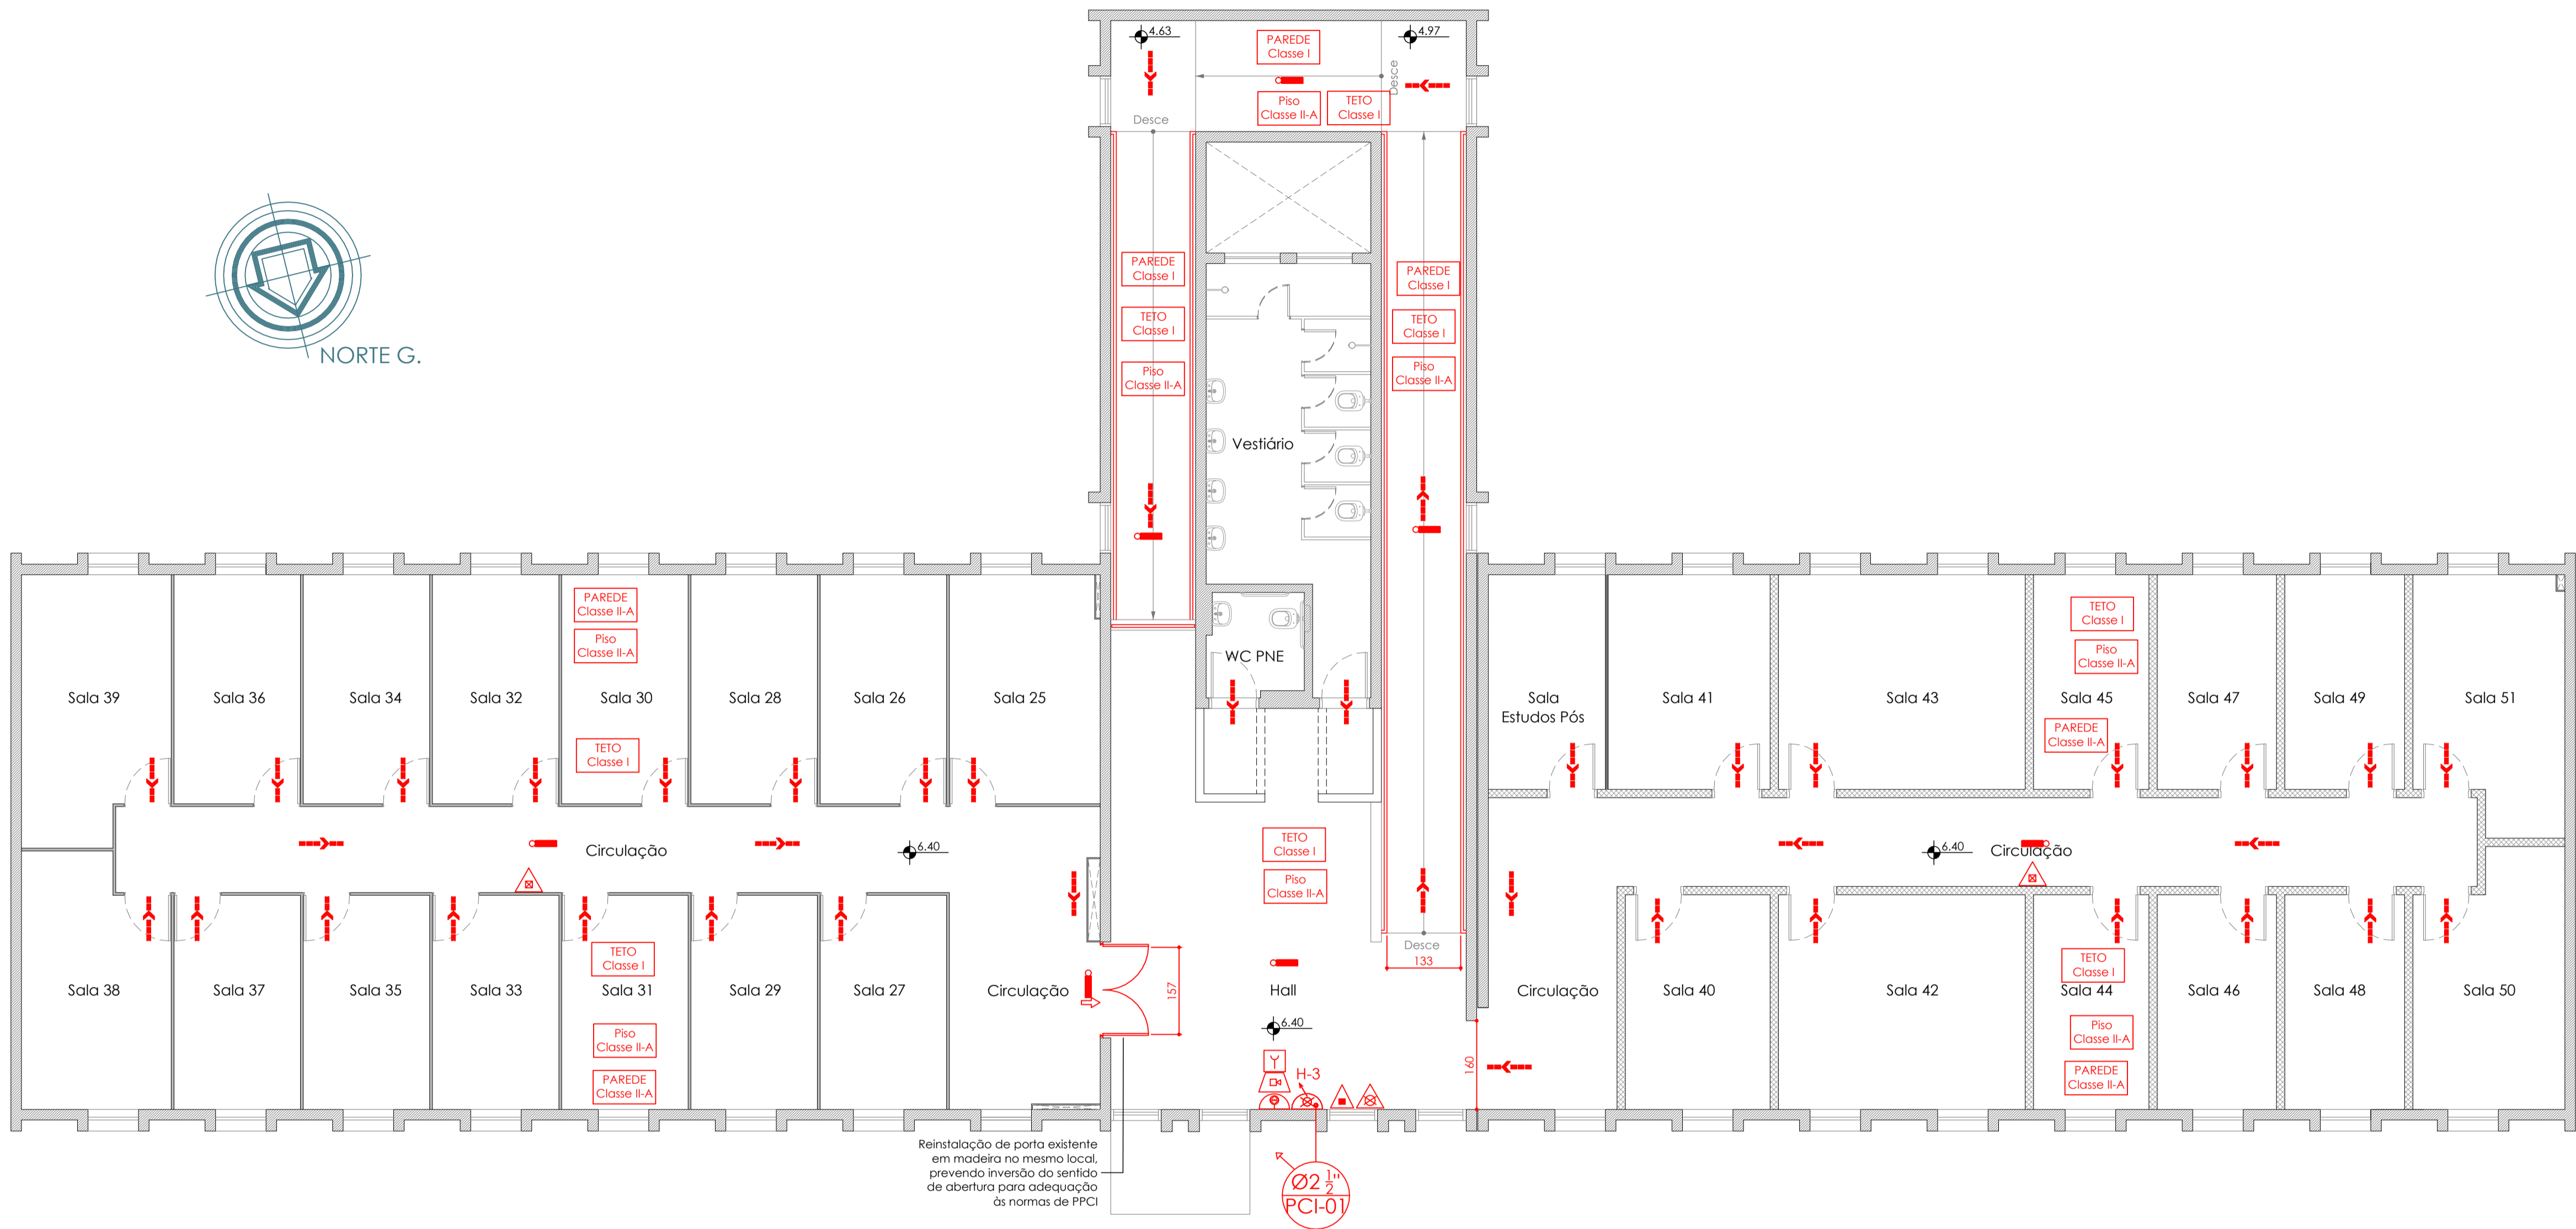 4.63
PAREDE
Classe I
4.97
Desce
Piso
Classe II-A
TETO
Classe I
Desce
NORTE G.
PAREDE
Classe I
TETO
Classe I
Piso
Classe II-A
PAREDE
Classe I
TETO
Classe I
Piso
Classe II-A
Vestiário
WC PNE
PAREDE
Classe II-A
Piso
Classe II-A
TETO
Classe I
Sala 39
Sala 36
Sala 34
Sala 32
Sala 30
Sala 28
Sala 26
Sala 25
Sala
Estudos Pós
Sala 41
Sala 43
TETO
Classe I
Piso
Classe II-A
Sala 45
PAREDE
Classe II-A
Sala 47
Sala 49
Sala 51
Circulação
6.40
TETO
Classe I
Piso
Classe II-A
6.40
Circulação
Desce
133
Sala 38
Sala 37
Sala 35
Sala 33
TETO
Classe I
Sala 31
Piso
Classe II-A
PAREDE
Classe II-A
Sala 29
Sala 27
Circulação
157
Hall
6.40
H-3
160
Circulação
Sala 40
Sala 42
TETO
Classe I
Sala 44
Piso
Classe II-A
PAREDE
Classe II-A
Sala 46
Sala 48
Sala 50
Reinstalação de porta existente
em madeira no mesmo local,
prevendo inversão do sentido
de abertura para adequação
às normas de PPCI
Ø2 1/2"
PCI-01